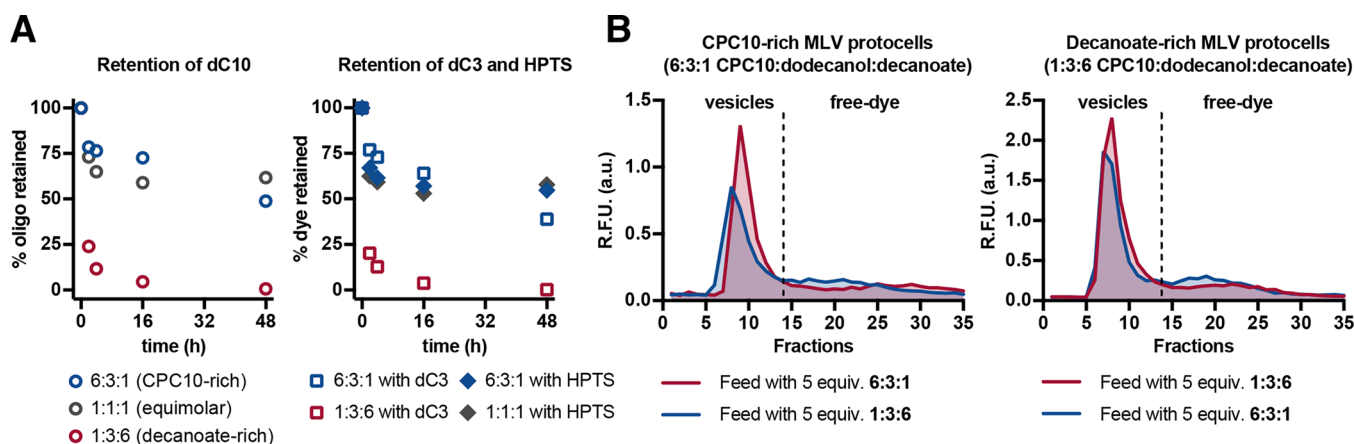 A
Retention of dC10
% oligo retained
100
75
50
25
0
0 16 32 48
time (h)
6:3:1 (CPC10-rich)
1:1:1 (equimolar)
1:3:6 (decanoate-rich)
Retention of dC3 and HPTS
% dye retained
100
75
50
25
0
0 16 32 48
time (h)
6:3:1 with dC3
1:3:6 with dC3
6:3:1 with HPTS
1:1:1 with HPTS
B
CPC10-rich MLV protocells
(6:3:1 CPC10:dodecanol:decanoate)
vesicles free-dye
R.F.U. (a.u.)
1.5
1.0
0.5
0.0
0 5 10 15 20 25 30 35
Fractions
Feed with 5 equiv. 6:3:1
Feed with 5 equiv. 1:3:6
Decanoate-rich MLV protocells
(1:3:6 CPC10:dodecanol:decanoate)
vesicles free-dye
R.F.U. (a.u.)
2.5
2.0
1.5
1.0
0.5
0.0
0 5 10 15 20 25 30 35
Fractions
Feed with 5 equiv. 1:3:6
Feed with 5 equiv. 6:3:1